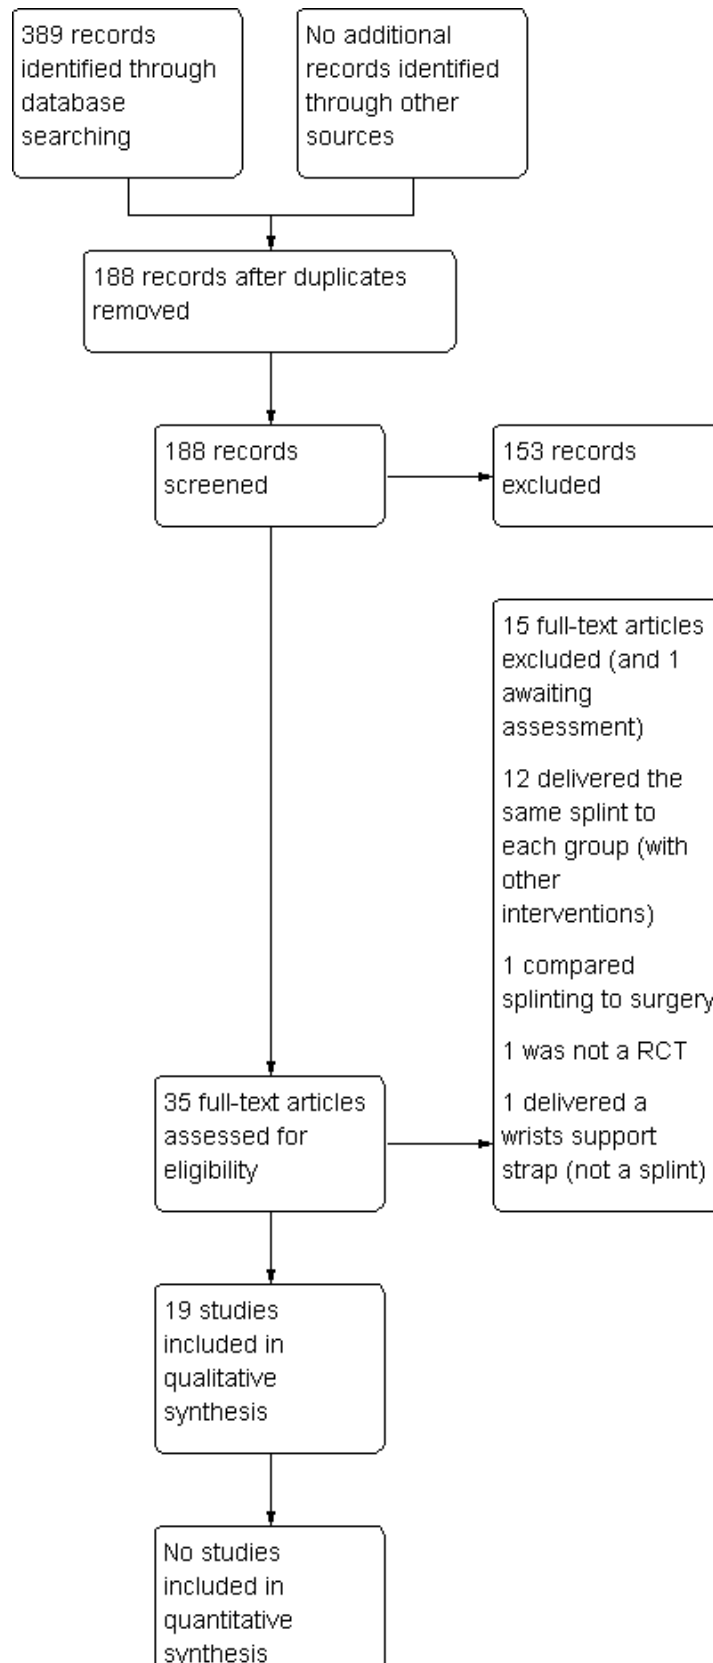 389 records
identified through
database
searching
No additional
records identified
through other
sources
188 records after duplicates
removed
188 records
screened
153 records
excluded
15 full-text articles
excluded (and 1
awaiting
assessment)
12 delivered the
same splint to
each group (with
other
interventions)
1 compared
splinting to surgery
1 was not a RCT
1 delivered a
wrists support
strap (not a splint)
35 full-text articles
assessed for
eligibility
19 studies
included in
qualitative
synthesis
No studies
included in
quantitative
synthesis